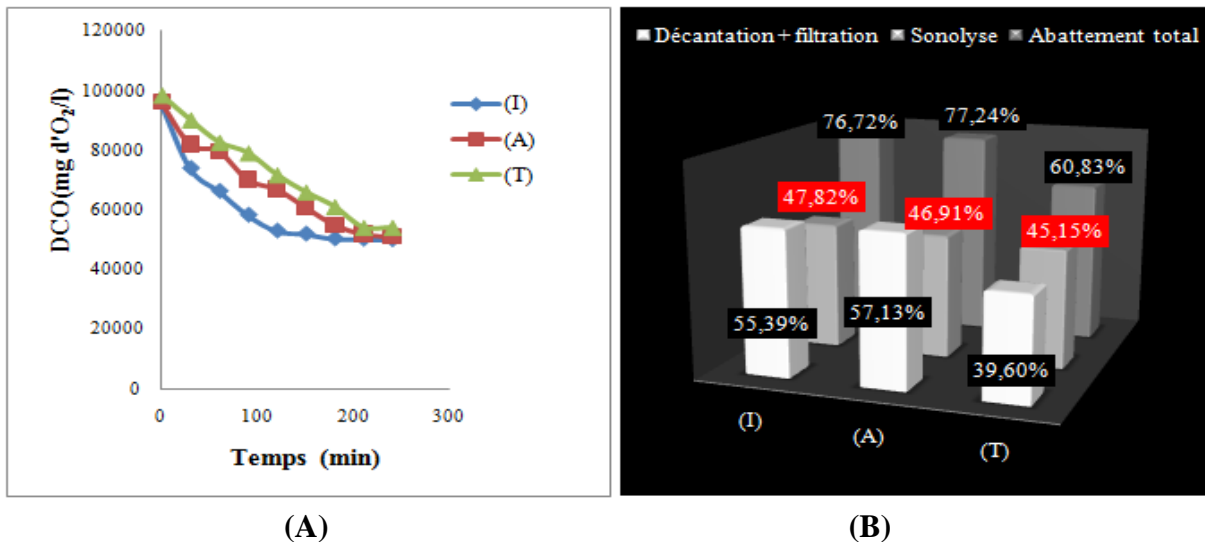 120000
100000
80000
60000
40000
20000
0
DCO(mg d'O₂/l)
0 100 200 300
Temps (min)
(I)
(A)
(T)
(A)
Décantation + filtration Sonolyse Abattement total
76,72% 77,24% 60,83%
47,82% 46,91% 45,15%
55,39% 57,13% 39,60%
(I)
(A)
(T)
(B)